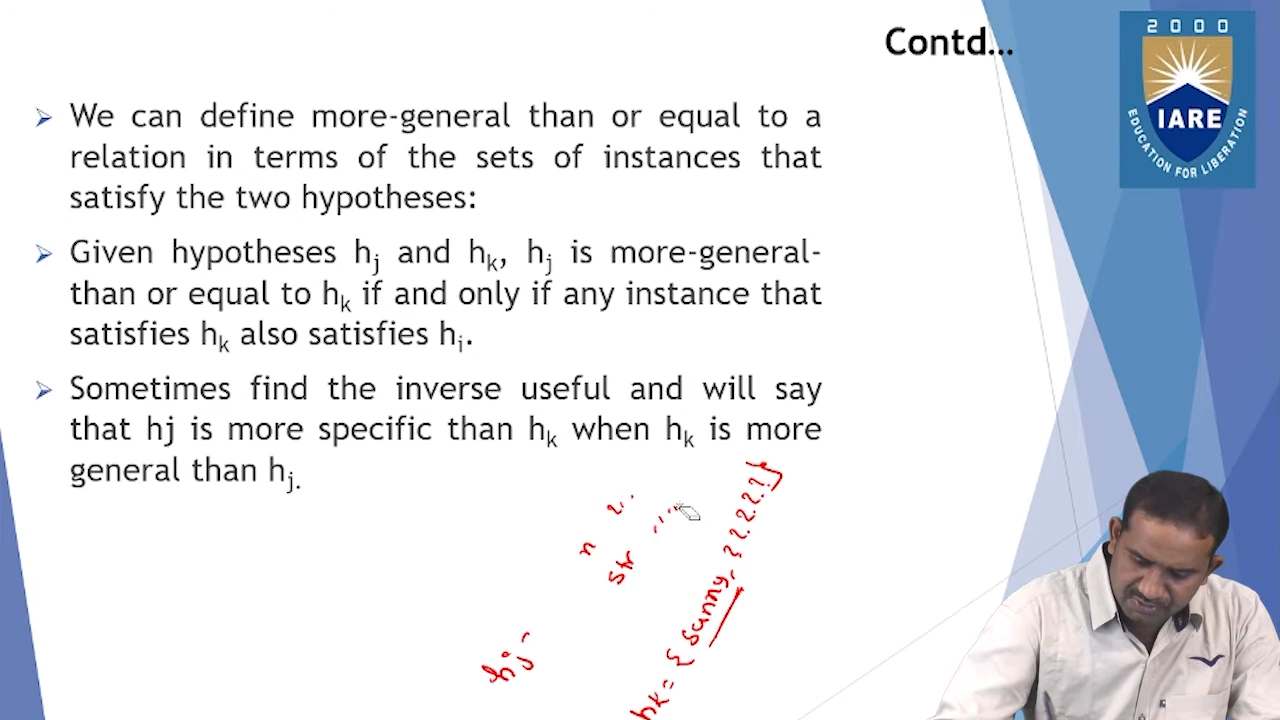 Contd...
2000
IARE
EDUCATION FOR LIBERATION
We can define more-general than or equal to a
relation in terms of the sets of instances that
satisfy the two hypotheses:
Given hypotheses hj and hk, hj is more-general-
than or equal to hk if and only if any instance that
satisfies hk also satisfies hi.
Sometimes find the inverse useful and will say
that hj is more specific than hk when hk is more
general than hj.
str
hj
hk = { Sunny, ? ? ? ? ? }